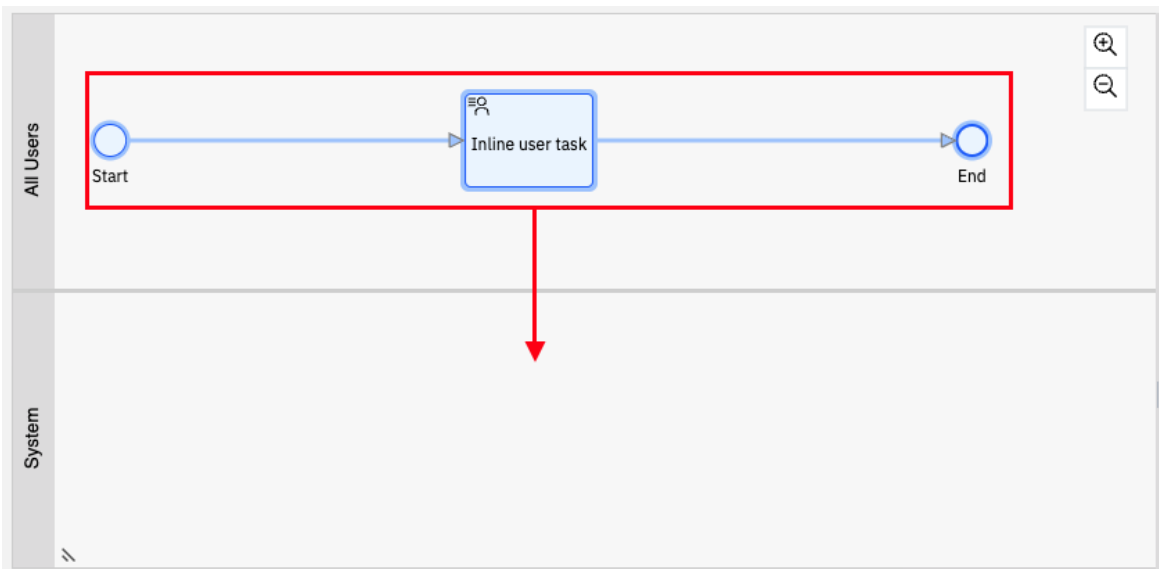 All Users
Inline user task
Start
End
System